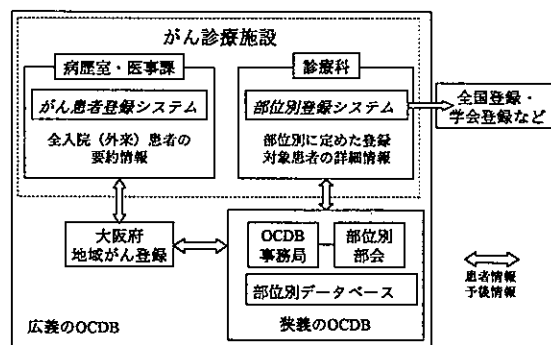 がん診療施設
病歴室・医事課
がん患者登録システム
全入院（外来）患者の
要約情報
診療科
部位別登録システム
部位別に定めた登録
対象患者の詳細情報
全国登録・
学会登録など
大阪府
地域がん登録
OCDB
事務局
部位別
部会
部位別データベース
狭義のOCDB
広義のOCDB
患者情報
予後情報